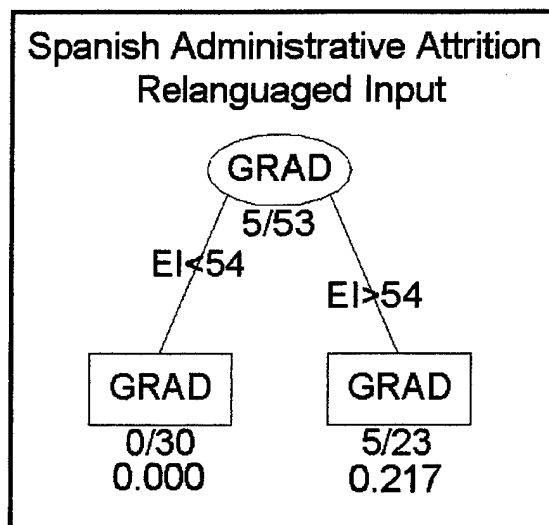 Spanish Administrative Attrition
Relanguaged Input
GRAD
5/53
EI<54
EI>54
GRAD
GRAD
0/30
5/23
0.000
0.217